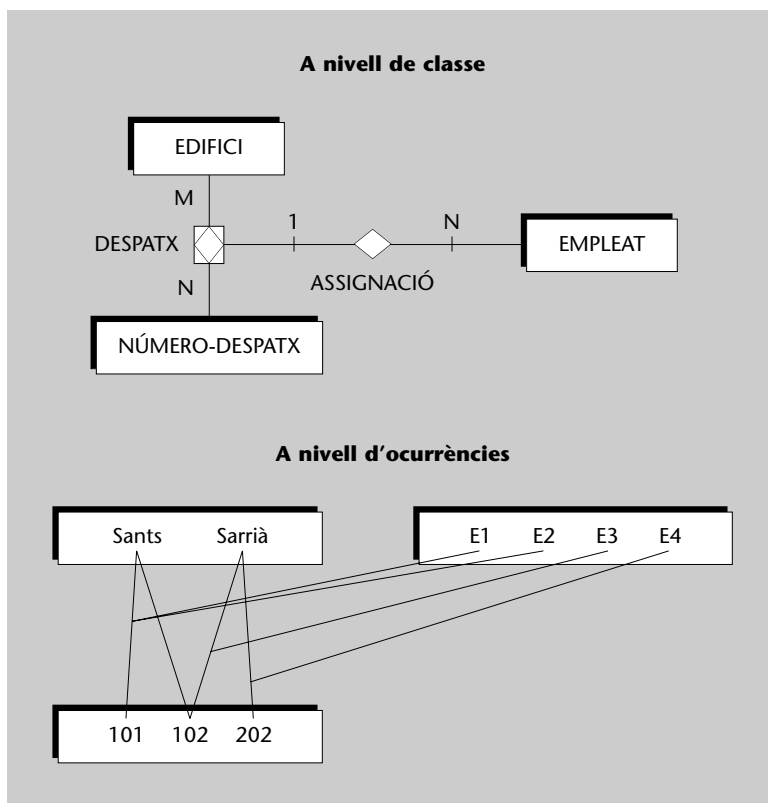 A nivell de classe
EDIFICI
M
1 N
DESPATX EMPLEAT
N ASSIGNACIÓ
NÚMERO-DESPATX
A nivell d’ocurrències
Sants Sarrià E1 E2 E3 E4
101 102 202